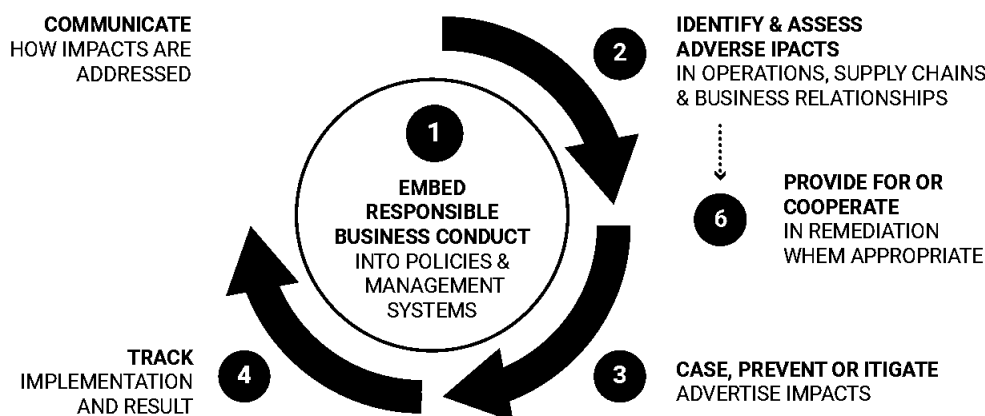 COMMUNICATE
HOW IMPACTS ARE
ADDRESSED
1
EMBED
RESPONSIBLE
BUSINESS CONDUCT
INTO POLICIES &
MANAGEMENT
SYSTEMS
2
IDENTIFY & ASSESS
ADVERSE IPACTS
IN OPERATIONS, SUPPLY CHAINS
& BUSINESS RELATIONSHIPS
6
PROVIDE FOR OR
COOPERATE
IN REMEDIATION
WHEM APPROPRIATE
3
CASE, PREVENT OR ITIGATE
ADVERTISE IMPACTS
4
TRACK
IMPLEMENTATION
AND RESULT